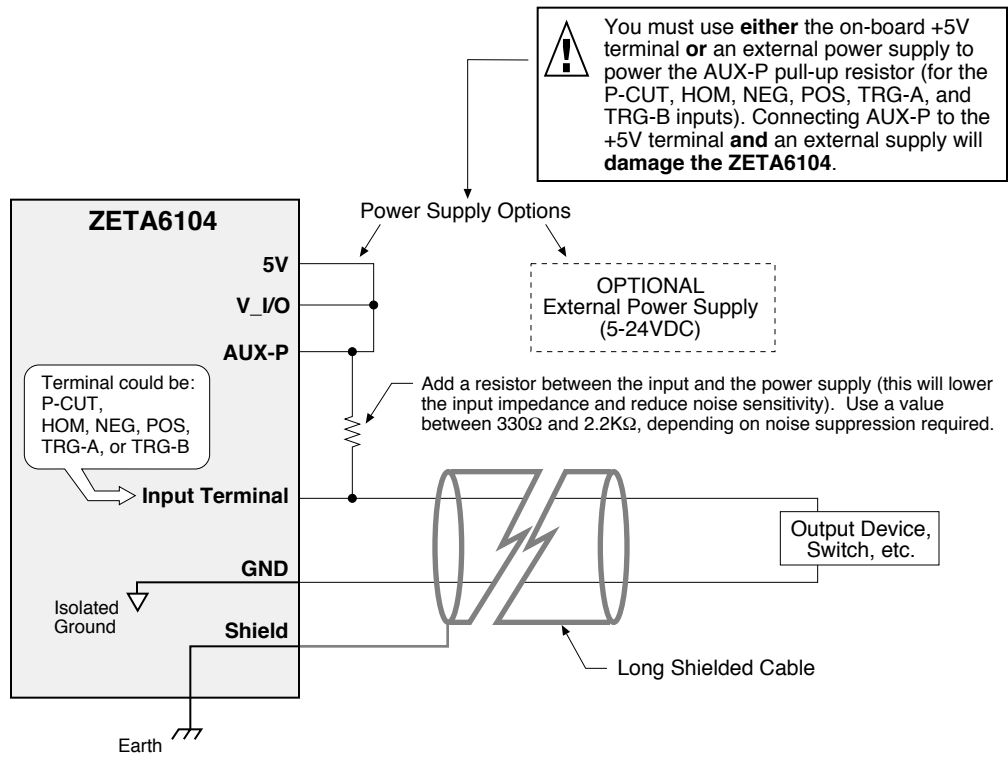 You must use either the on-board +5V
terminal or an external power supply to
power the AUX-P pull-up resistor (for the
P-CUT, HOM, NEG, POS, TRG-A, and
TRG-B inputs). Connecting AUX-P to the
+5V terminal and an external supply will
damage the ZETA6104.
!
ZETA6104
Power Supply Options
5V
V_I/O
AUX-P
OPTIONAL
External Power Supply
(5-24VDC)
Terminal could be:
P-CUT,
HOM, NEG, POS,
TRG-A, or TRG-B
Add a resistor between the input and the power supply (this will lower
the input impedance and reduce noise sensitivity). Use a value
between 330Ω and 2.2KΩ, depending on noise suppression required.
Input Terminal
Output Device,
Switch, etc.
GND
Isolated
Ground
Shield
Long Shielded Cable
Earth